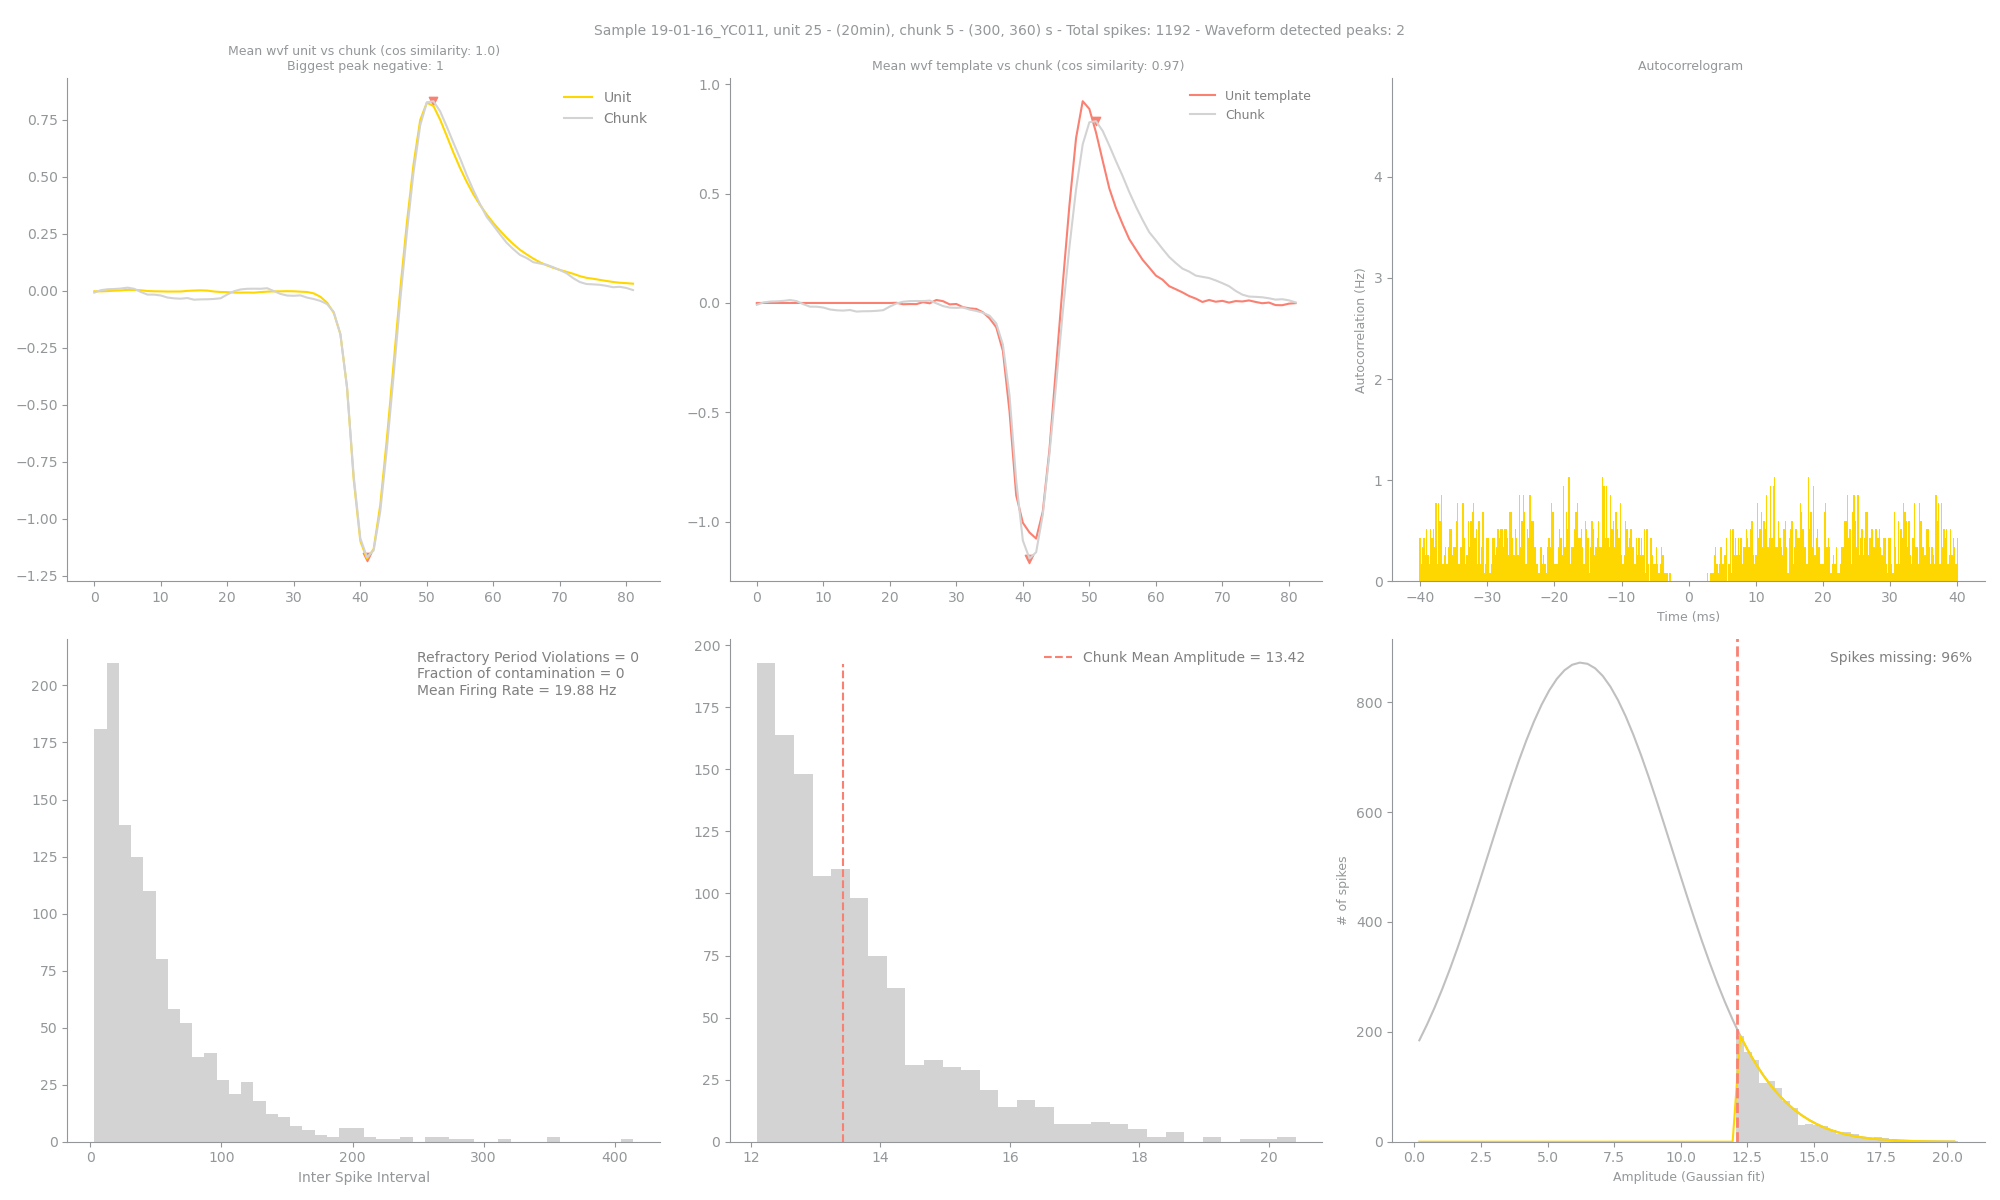 Sample 19-01-16_YC011, unit 25 - (20min), chunk 5 - (300, 360) s - Total spikes: 1192 - Waveform detected peaks: 2
Mean wvf unit vs chunk (cos similarity: 1.0)
Biggest peak negative: 1
Unit
Chunk
0.75
0.50
0.25
0.00
−0.25
−0.50
−0.75
−1.00
−1.25
0 10 20 30 40 50 60 70 80
Mean wvf template vs chunk (cos similarity: 0.97)
Unit template
Chunk
1.0
0.5
0.0
−0.5
−1.0
0 10 20 30 40 50 60 70 80
Autocorrelogram
Autocorrelation (Hz)
4
3
2
1
0
−40 −30 −20 −10 0 10 20 30 40
Time (ms)
Refractory Period Violations = 0
Fraction of contamination = 0
Mean Firing Rate = 19.88 Hz
200
175
150
125
100
75
50
25
0
0 100 200 300 400
Inter Spike Interval
Chunk Mean Amplitude = 13.42
200
175
150
125
100
75
50
25
0
12 14 16 18 20
Spikes missing: 96%
# of spikes
800
600
400
200
0
0.0 2.5 5.0 7.5 10.0 12.5 15.0 17.5 20.0
Amplitude (Gaussian fit)